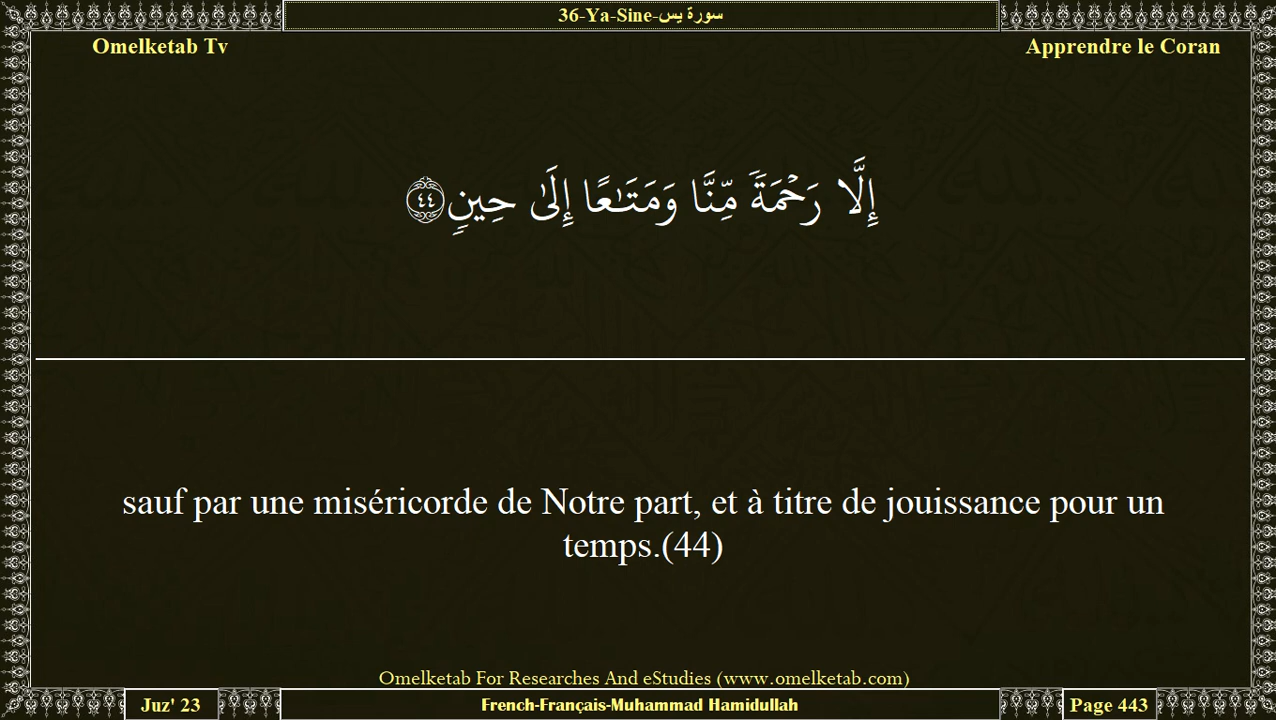 36-Ya-Sine-سورة يس
Omelketab Tv
Apprendre le Coran
إِلَّا رَحْمَةً مِّنَّا وَمَتَـٰعًا إِلَىٰ حِينٍ ٤٤
sauf par une miséricorde de Notre part, et à titre de jouissance pour un
temps.(44)
Omelketab For Researches And eStudies (www.omelketab.com)
Juz' 23
French-Français-Muhammad Hamidullah
Page 443